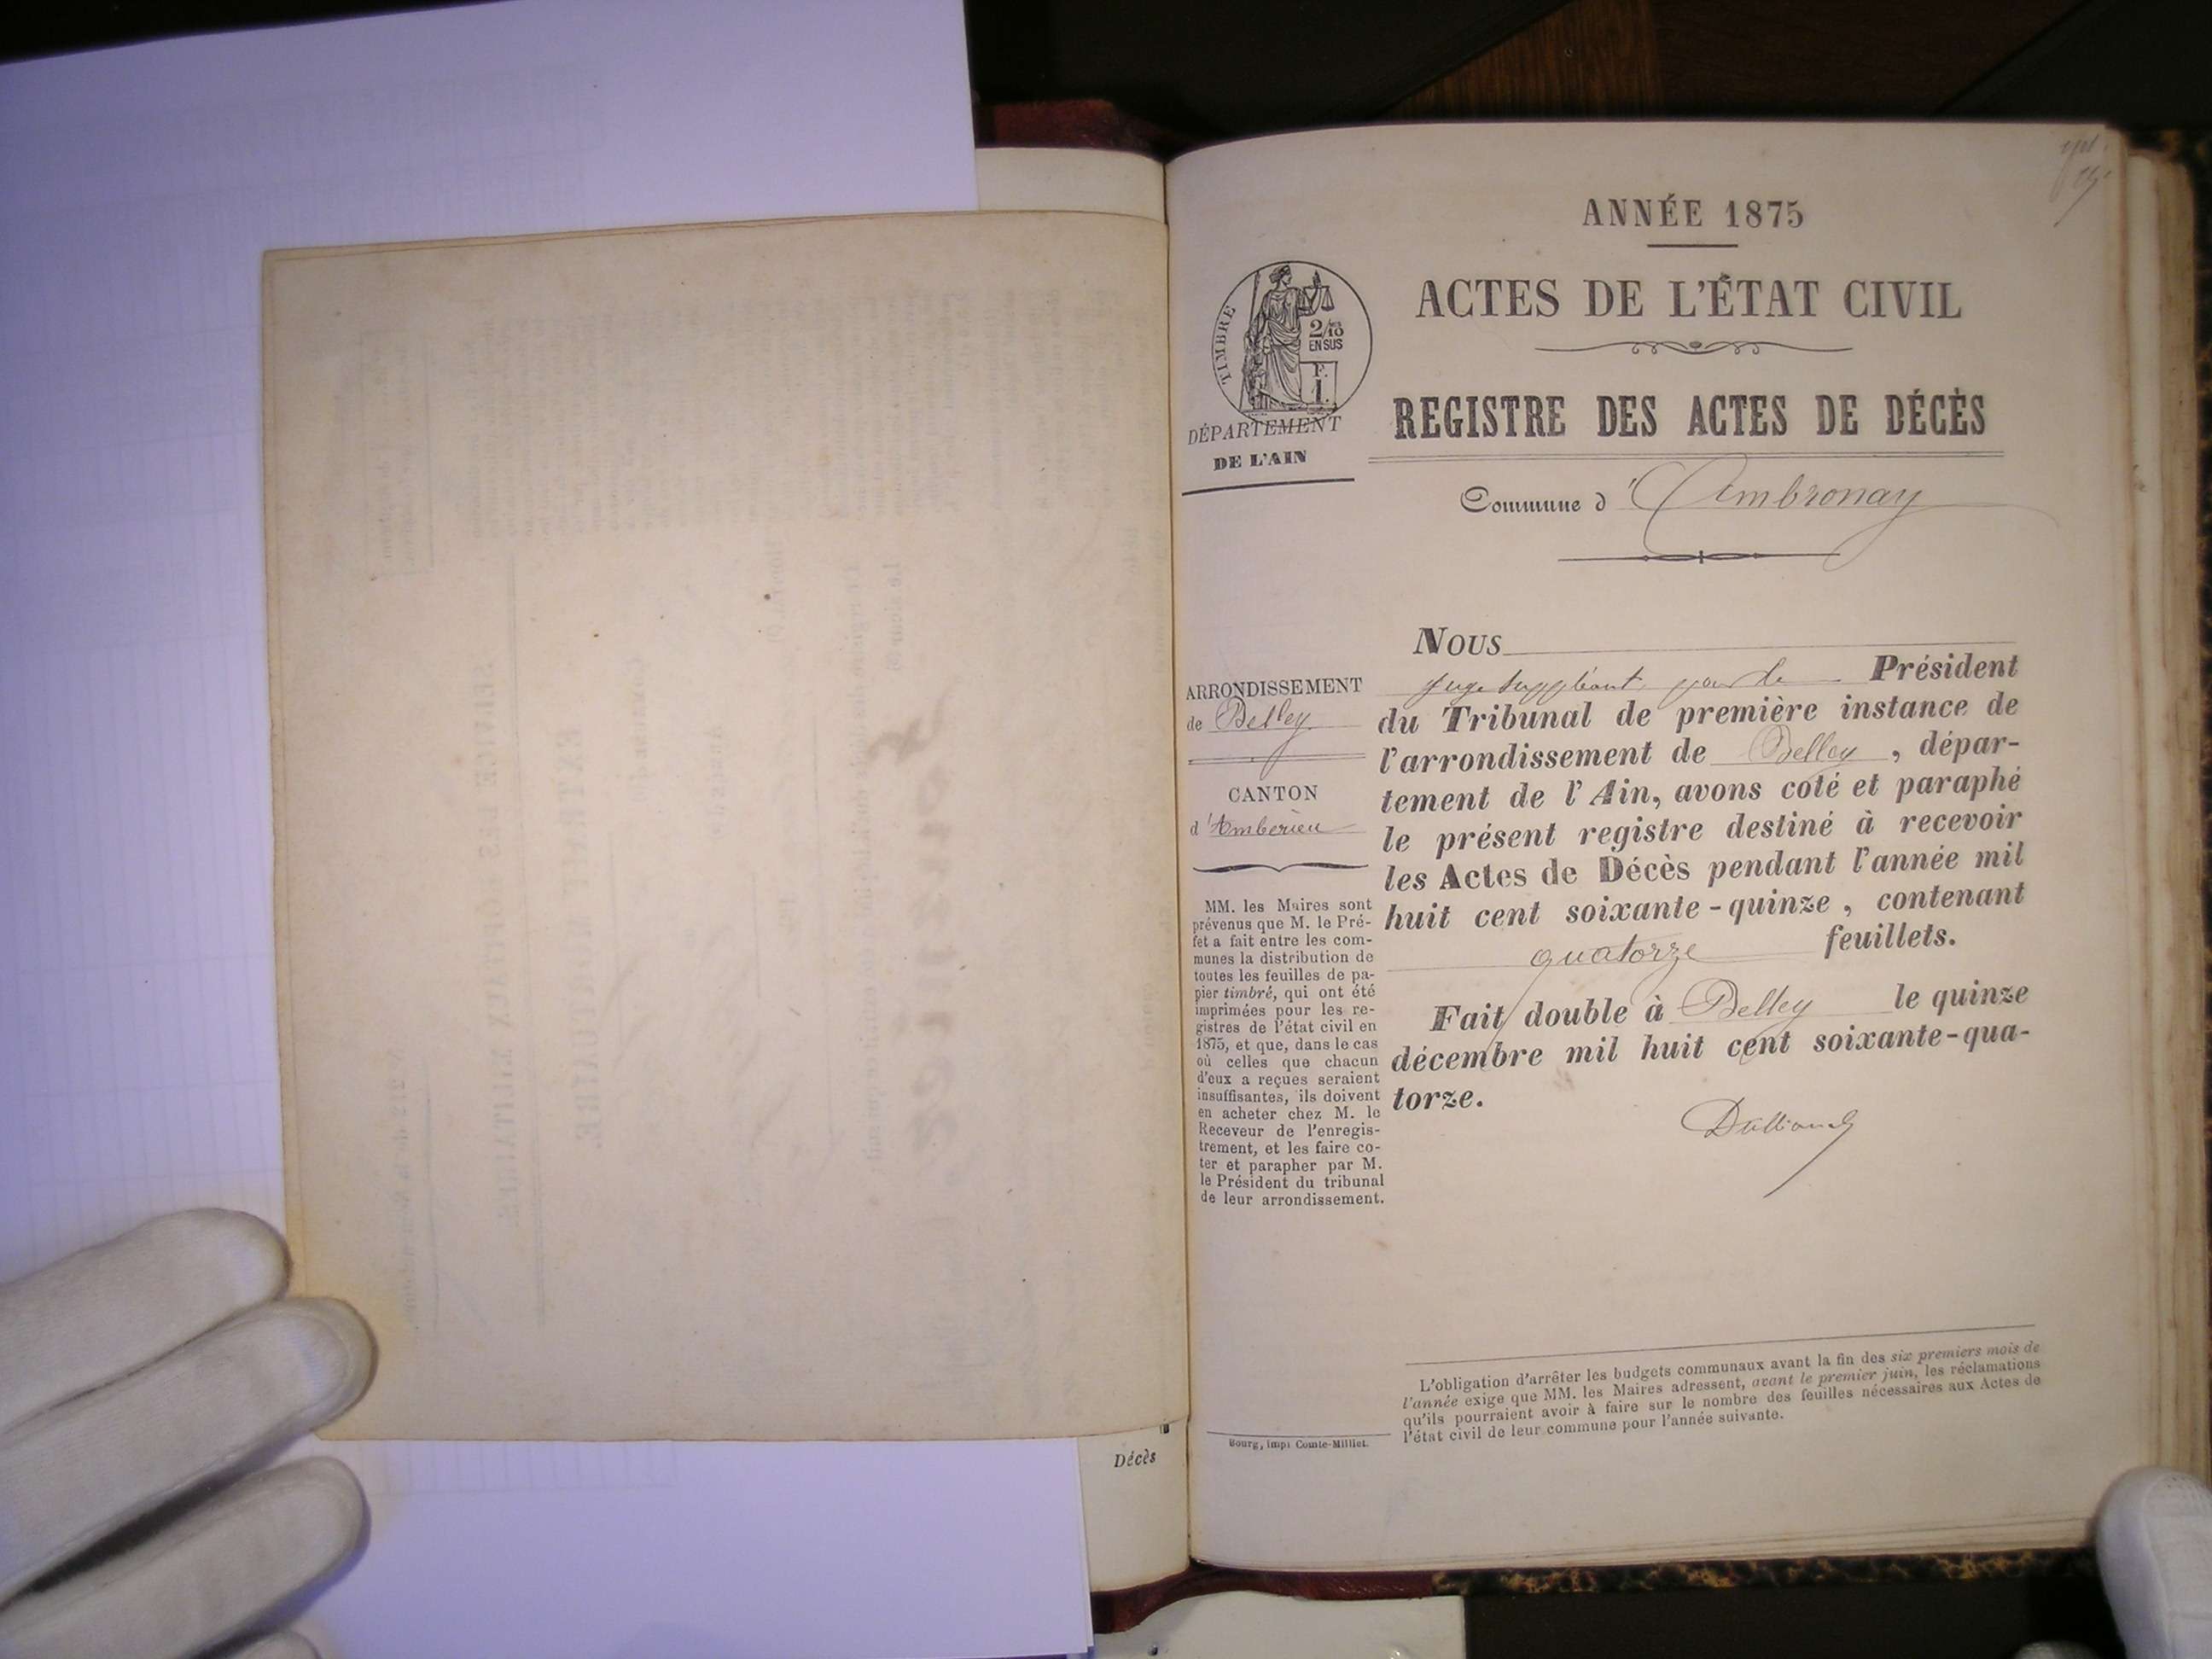 ANNÉE 1875
ACTES DE L'ÉTAT CIVIL
TIMBRE
2/10
EN SUS
F.
1.
REGISTRE DES ACTES DE DÉCÈS
DÉPARTEMENT
DE L'AIN
Commune d'Ambronay
ARRONDISSEMENT
de Belley
CANTON
d'Amberieu
MM. les Maires sont
prévenus que M. le Pré-
fet a fait entre les com-
munes la distribution de
toutes les feuilles de pa-
pier timbré, qui ont été
imprimées pour les re-
gistres de l'état civil en
1875, et que, dans le cas
où celles que chacun
d'eux a reçues seraient
insuffisantes, ils doivent
en acheter chez M. le
Receveur de l'enregis-
trement, et les faire co-
ter et parapher par M.
le Président du tribunal
de leur arrondissement.
Nous
Juge suppléant pour le Président
du Tribunal de première instance de
l'arrondissement de Belley, dépar-
tement de l'Ain, avons coté et paraphé
le présent registre destiné à recevoir
les Actes de Décès pendant l'année mil
huit cent soixante-quinze, contenant
quatorze feuillets.
Fait double à Belley le quinze
décembre mil huit cent soixante-qua-
torze.
L'obligation d'arrêter les budgets communaux avant la fin des six premiers mois de
l'année exige que MM. les Maires adressent, avant le premier juin, les réclamations
qu'ils pourraient avoir à faire sur le nombre des feuilles nécessaires aux Actes de
l'état civil de leur commune pour l'année suivante.
Bourg, imp. Comte-Milliet.
Décès